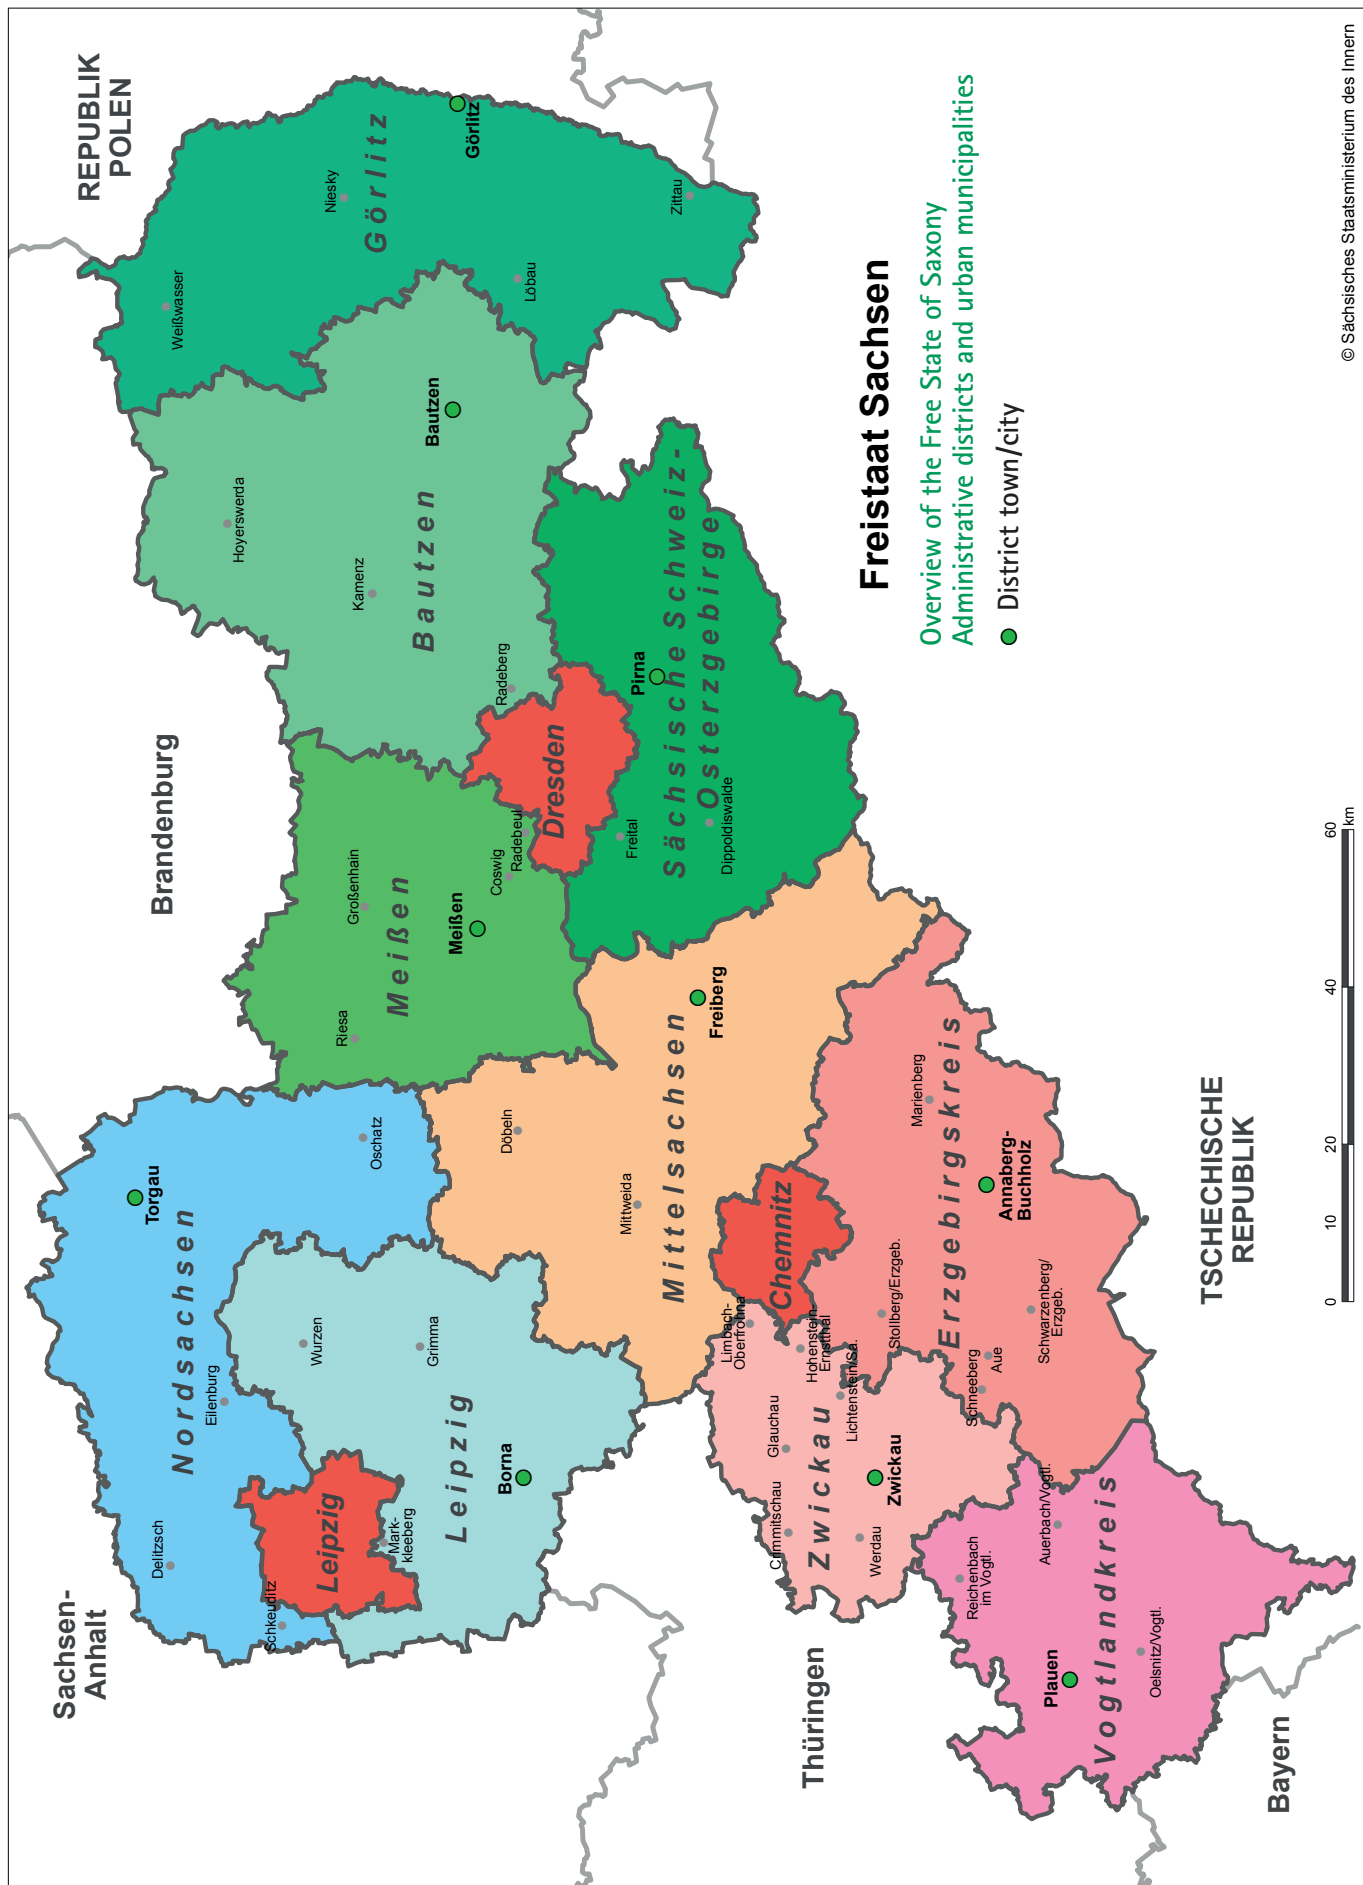 Sachsen-
Anhalt
Brandenburg
REPUBLIK
POLEN
Thüringen
Bayern
TSCHECHISCHE
REPUBLIK
Nordsachsen
Torgau
Delitzsch
Eilenburg
Schkeuditz
Oschatz
Leipzig
Leipzig
Mark-
kleeberg
Wurzen
Grimma
Borna
Meißen
Riesa
Großenhain
Meißen
Coswig
Radebeul
Dresden
Bautzen
Hoyerswerda
Kamenz
Radeberg
Bautzen
Görlitz
Weißwasser
Niesky
Görlitz
Löbau
Zittau
Sächsische Schweiz-
Osterzgebirge
Pirna
Freital
Dippoldiswalde
Mittelsachsen
Döbeln
Mittweida
Freiberg
Chemnitz
Zwickau
Limbach-
Oberfrohna
Hohenstein-
Ernstthal
Lichtenstein/Sa.
Glauchau
Crimmitschau
Werdau
Zwickau
Erzgebirgskreis
Stollberg/Erzgeb.
Marienberg
Annaberg-
Buchholz
Schwarzenberg/
Erzgeb.
Aue
Schneeberg
Vogtlandkreis
Reichenbach
im Vogtl.
Auerbach/Vogtl.
Plauen
Oelsnitz/Vogtl.
Freistaat Sachsen
Overview of the Free State of Saxony
Administrative districts and urban municipalities
District town/city
0 10 20 40 60
km
© Sächsisches Staatsministerium des Innern